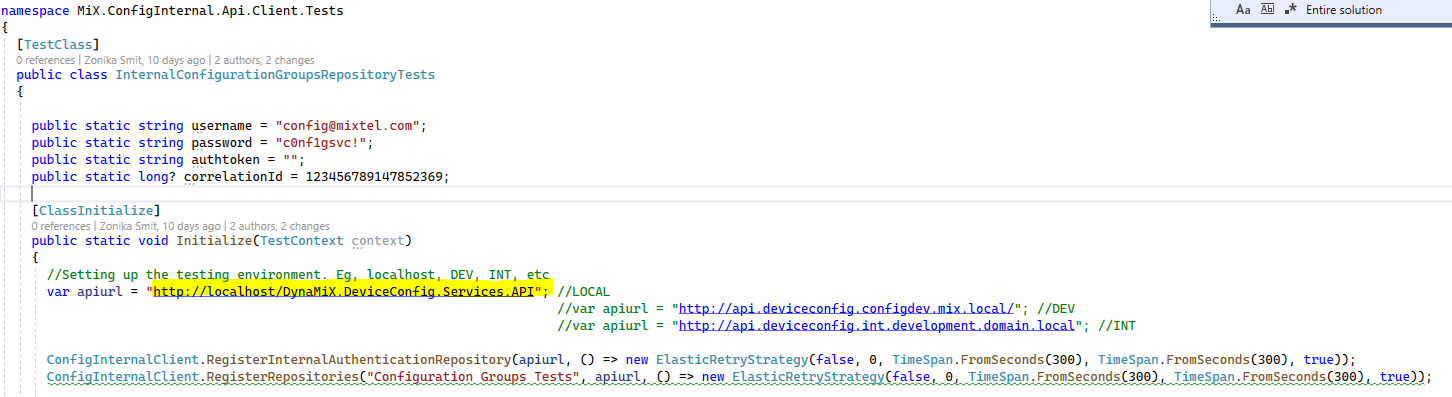 Aa Ab .* Entire solution
namespace MiX.ConfigInternal.Api.Client.Tests
{
[TestClass]
0 references | Zonika Smit, 10 days ago | 2 authors, 2 changes
public class InternalConfigurationGroupsRepositoryTests
{
public static string username = "config@mixtel.com";
public static string password = "c0nf1gsvc!";
public static string authtoken = "";
public static long? correlationId = 123456789147852369;
[ClassInitialize]
0 references | Zonika Smit, 10 days ago | 2 authors, 2 changes
public static void Initialize(TestContext context)
{
//Setting up the testing environment. Eg, localhost, DEV, INT, etc
var apiurl = "http://localhost/DynaMiX.DeviceConfig.Services.API"; //LOCAL
//var apiurl = "http://api.deviceconfig.configdev.mix.local/"; //DEV
//var apiurl = "http://api.deviceconfig.int.development.domain.local"; //INT
ConfigInternalClient.RegisterInternalAuthenticationRepository(apiurl, () => new ElasticRetryStrategy(false, 0, TimeSpan.FromSeconds(300), TimeSpan.FromSeconds(300), true));
ConfigInternalClient.RegisterRepositories("Configuration Groups Tests", apiurl, () => new ElasticRetryStrategy(false, 0, TimeSpan.FromSeconds(300), TimeSpan.FromSeconds(300), true));